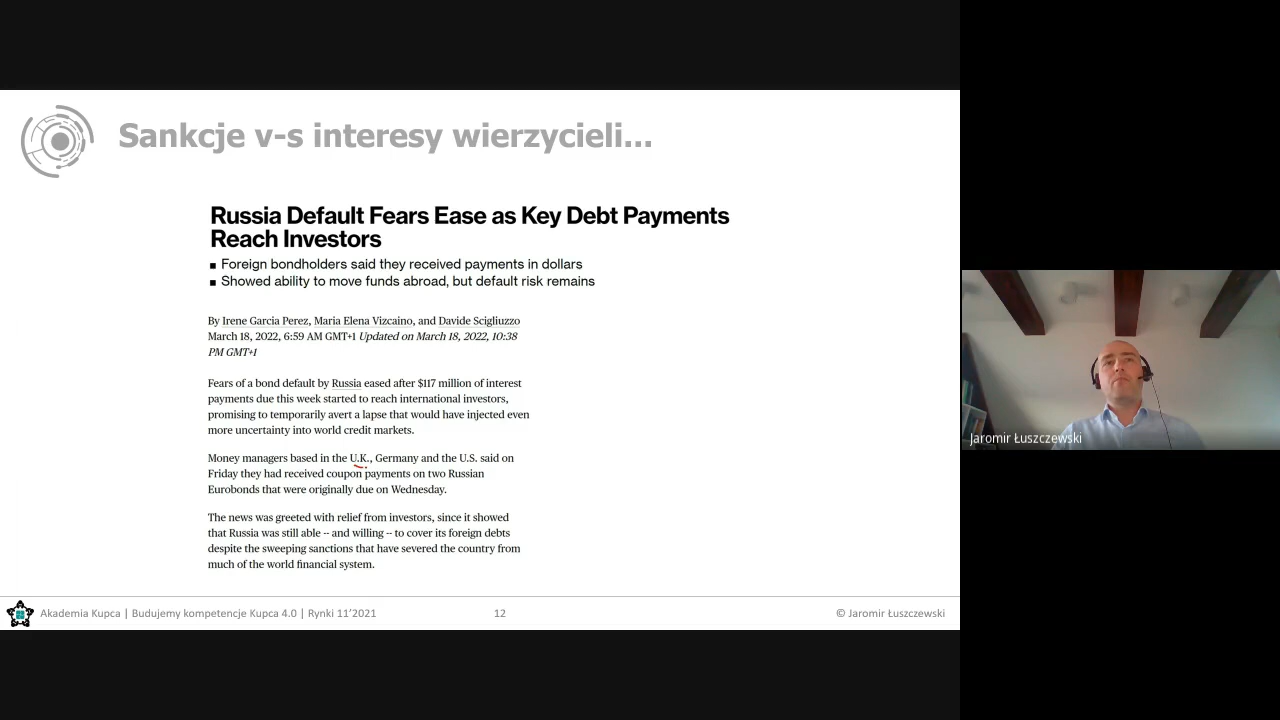 Sankcje v-s interesy wierzycieli...
Russia Default Fears Ease as Key Debt Payments
Reach Investors
■ Foreign bondholders said they received payments in dollars
■ Showed ability to move funds abroad, but default risk remains
By Irene García Pérez, Maria Elena Vizcaino, and Davide Scigliuzzo
March 18, 2022, 6:59 AM GMT+1 Updated on March 18, 2022, 10:38
PM GMT+1
Fears of a bond default by Russia eased after $117 million of interest
payments due this week started to reach international investors,
promising to temporarily avert a lapse that would have injected even
more uncertainty into world credit markets.
Money managers based in the U.K., Germany and the U.S. said on
Friday they had received coupon payments on two Russian
Eurobonds that were originally due on Wednesday.
The news was greeted with relief from investors, since it showed
that Russia was still able -- and willing -- to cover its foreign debts
despite the sweeping sanctions that have severed the country from
much of the world financial system.
Jaromir Łuszczewski
Akademia Kupca | Budujemy kompetencje Kupca 4.0 | Rynki 11'2021
12
© Jaromir Łuszczewski